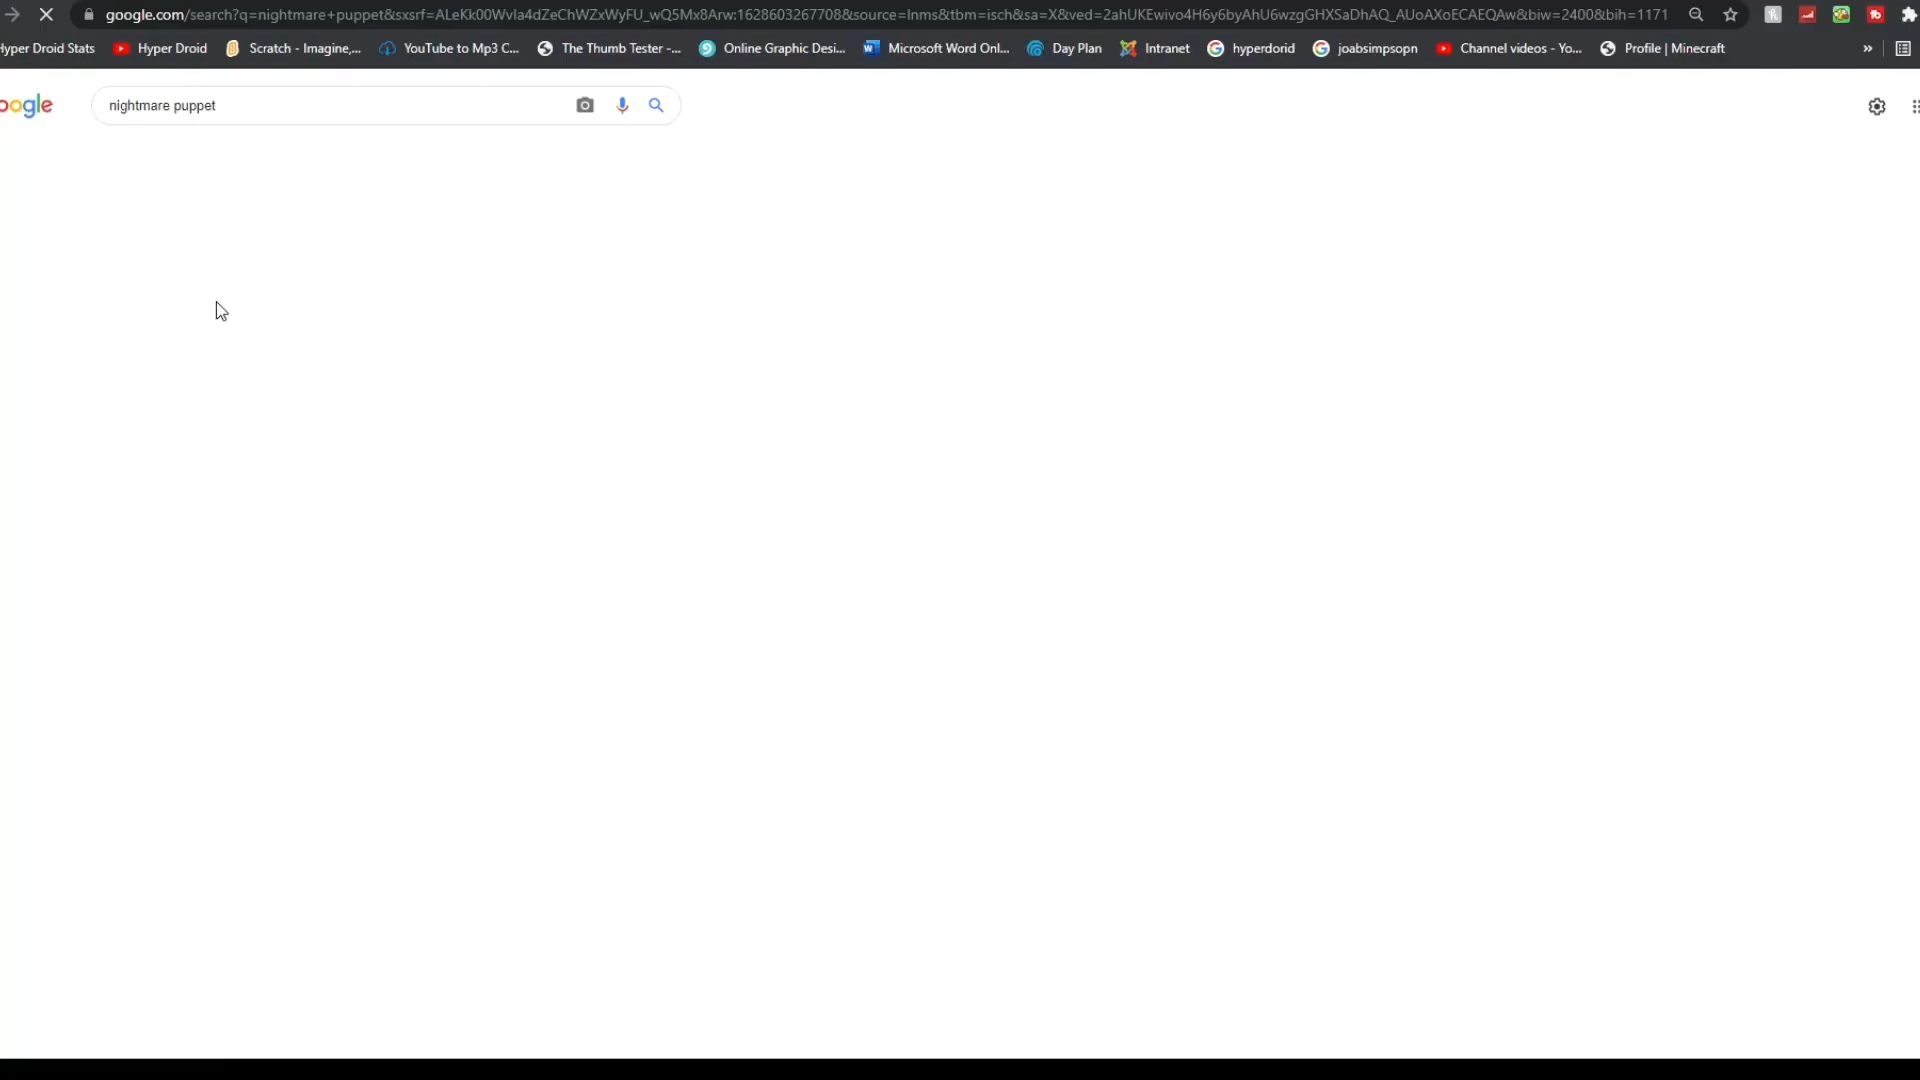 google.com/search?q=nightmare+puppet&sxsrf=ALeKk00WvIa4dZeChWZxWyFU_wQ5Mx8Arw:1628603267708&source=lnms&tbm=isch&sa=X&ved=2ahUKEwivo4H6y6byAhU6wzgGHXSaDhAQ_AUoAXoECAEQAw&biw=2400&bih=1171
yper Droid Stats Hyper Droid Scratch - Imagine,... YouTube to Mp3 C... The Thumb Tester -... Online Graphic Desi... Microsoft Word Onl... Day Plan Intranet hyperdorid joabsimpsopn Channel videos - Yo... Profile | Minecraft »
oogle nightmare puppet